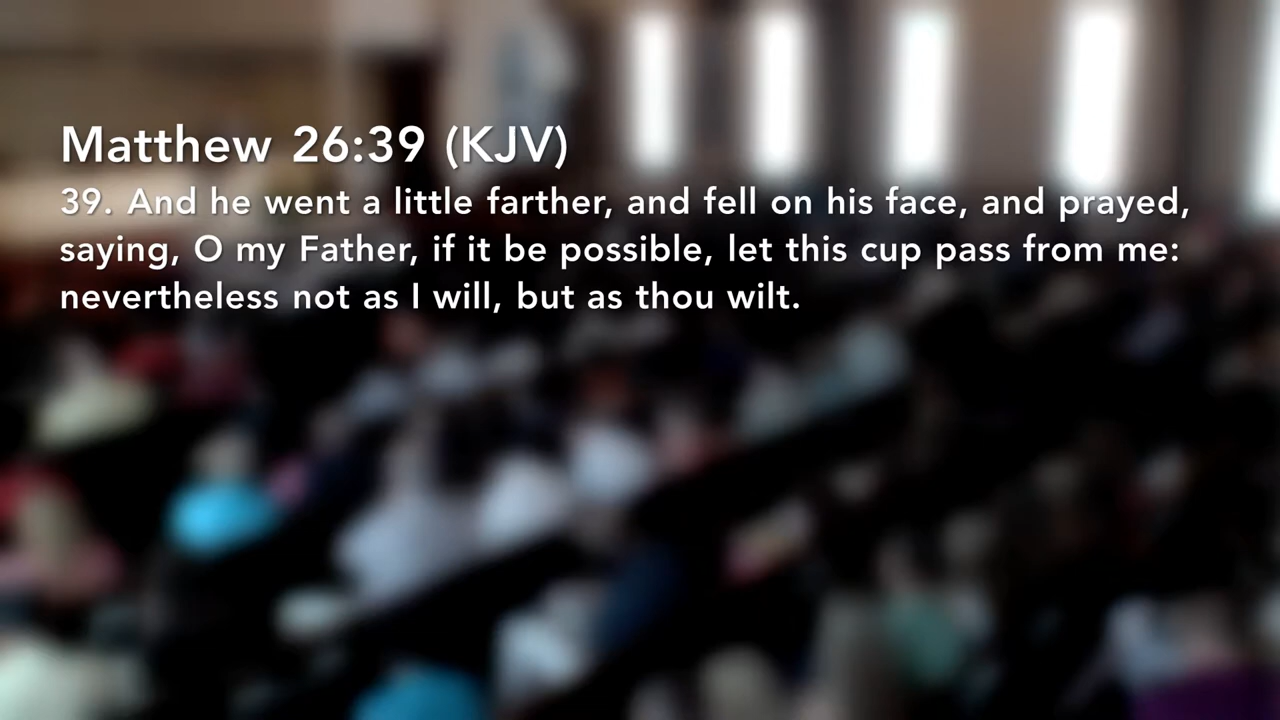 Matthew 26:39 (KJV)
39. And he went a little farther, and fell on his face, and prayed,
saying, O my Father, if it be possible, let this cup pass from me:
nevertheless not as I will, but as thou wilt.